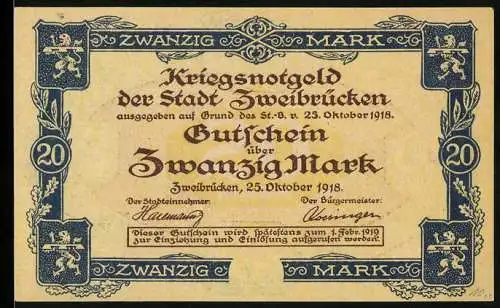 ZWANZIG MARK
Kriegsnotgeld
der Stadt Zweibrücken
ausgegeben auf Grund des St.-B. v. 23. Oktober 1918.
Gutschein
über
20 Zwanzig Mark 20
Zweibrücken, 25. Oktober 1918.
Der Stadteinnehmer: Der Bürgermeister:
Dieser Gutschein wird spätestens zum 1. Febr. 1919
zur Einziehung und Einlösung aufgerufen werden.
ZWANZIG MARK